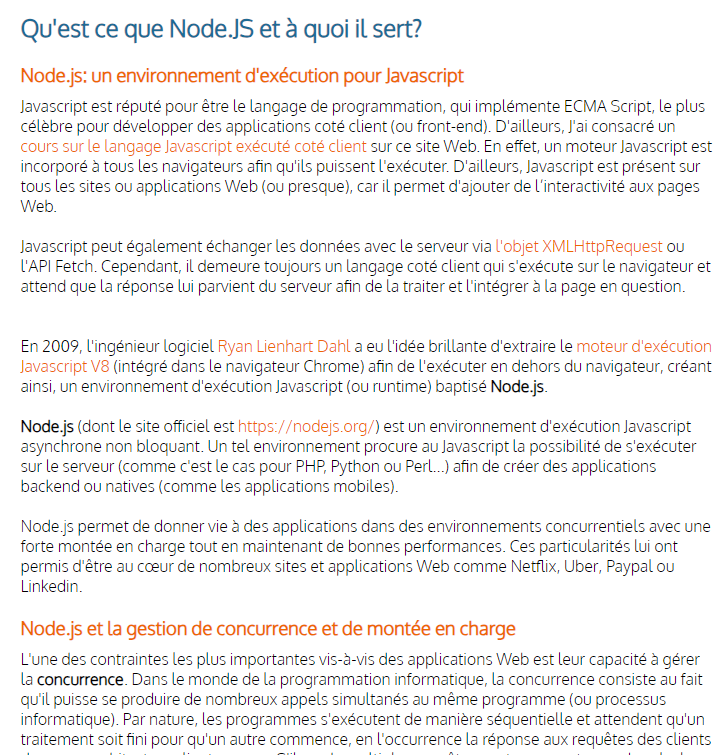 Qu'est ce que Node.JS et à quoi il sert?
Node.js: un environnement d'exécution pour Javascript
Javascript est réputé pour être le langage de programmation, qui implémente ECMA Script, le plus
célèbre pour développer des applications coté client (ou front-end). D'ailleurs, J'ai consacré un
cours sur le langage Javascript exécuté coté client sur ce site Web. En effet, un moteur Javascript est
incorporé à tous les navigateurs afin qu'ils puissent l'exécuter. D'ailleurs, Javascript est présent sur
tous les sites ou applications Web (ou presque), car il permet d'ajouter de l’interactivité aux pages
Web.
Javascript peut également échanger les données avec le serveur via l'objet XMLHttpRequest ou
l'API Fetch. Cependant, il demeure toujours un langage coté client qui s'exécute sur le navigateur et
attend que la réponse lui parvient du serveur afin de la traiter et l'intégrer à la page en question.
En 2009, l'ingénieur logiciel Ryan Lienhart Dahl a eu l'idée brillante d'extraire le moteur d'exécution
Javascript V8 (intégré dans le navigateur Chrome) afin de l'exécuter en dehors du navigateur, créant
ainsi, un environnement d'exécution Javascript (ou runtime) baptisé Node.js.
Node.js (dont le site officiel est https://nodejs.org/) est un environnement d'exécution Javascript
asynchrone non bloquant. Un tel environnement procure au Javascript la possibilité de s'exécuter
sur le serveur (comme c'est le cas pour PHP, Python ou Perl...) afin de créer des applications
backend ou natives (comme les applications mobiles).
Node.js permet de donner vie à des applications dans des environnements concurrentiels avec une
forte montée en charge tout en maintenant de bonnes performances. Ces particularités lui ont
permis d'être au cœur de nombreux sites et applications Web comme Netflix, Uber, Paypal ou
Linkedin.
Node.js et la gestion de concurrence et de montée en charge
L'une des contraintes les plus importantes vis-à-vis des applications Web est leur capacité à gérer
la concurrence. Dans le monde de la programmation informatique, la concurrence consiste au fait
qu'il puisse se produire de nombreux appels simultanés au même programme (ou processus
informatique). Par nature, les programmes s'exécutent de manière séquentielle et attendent qu'un
traitement soit fini pour qu'un autre commence, en l'occurrence la réponse aux requêtes des clients